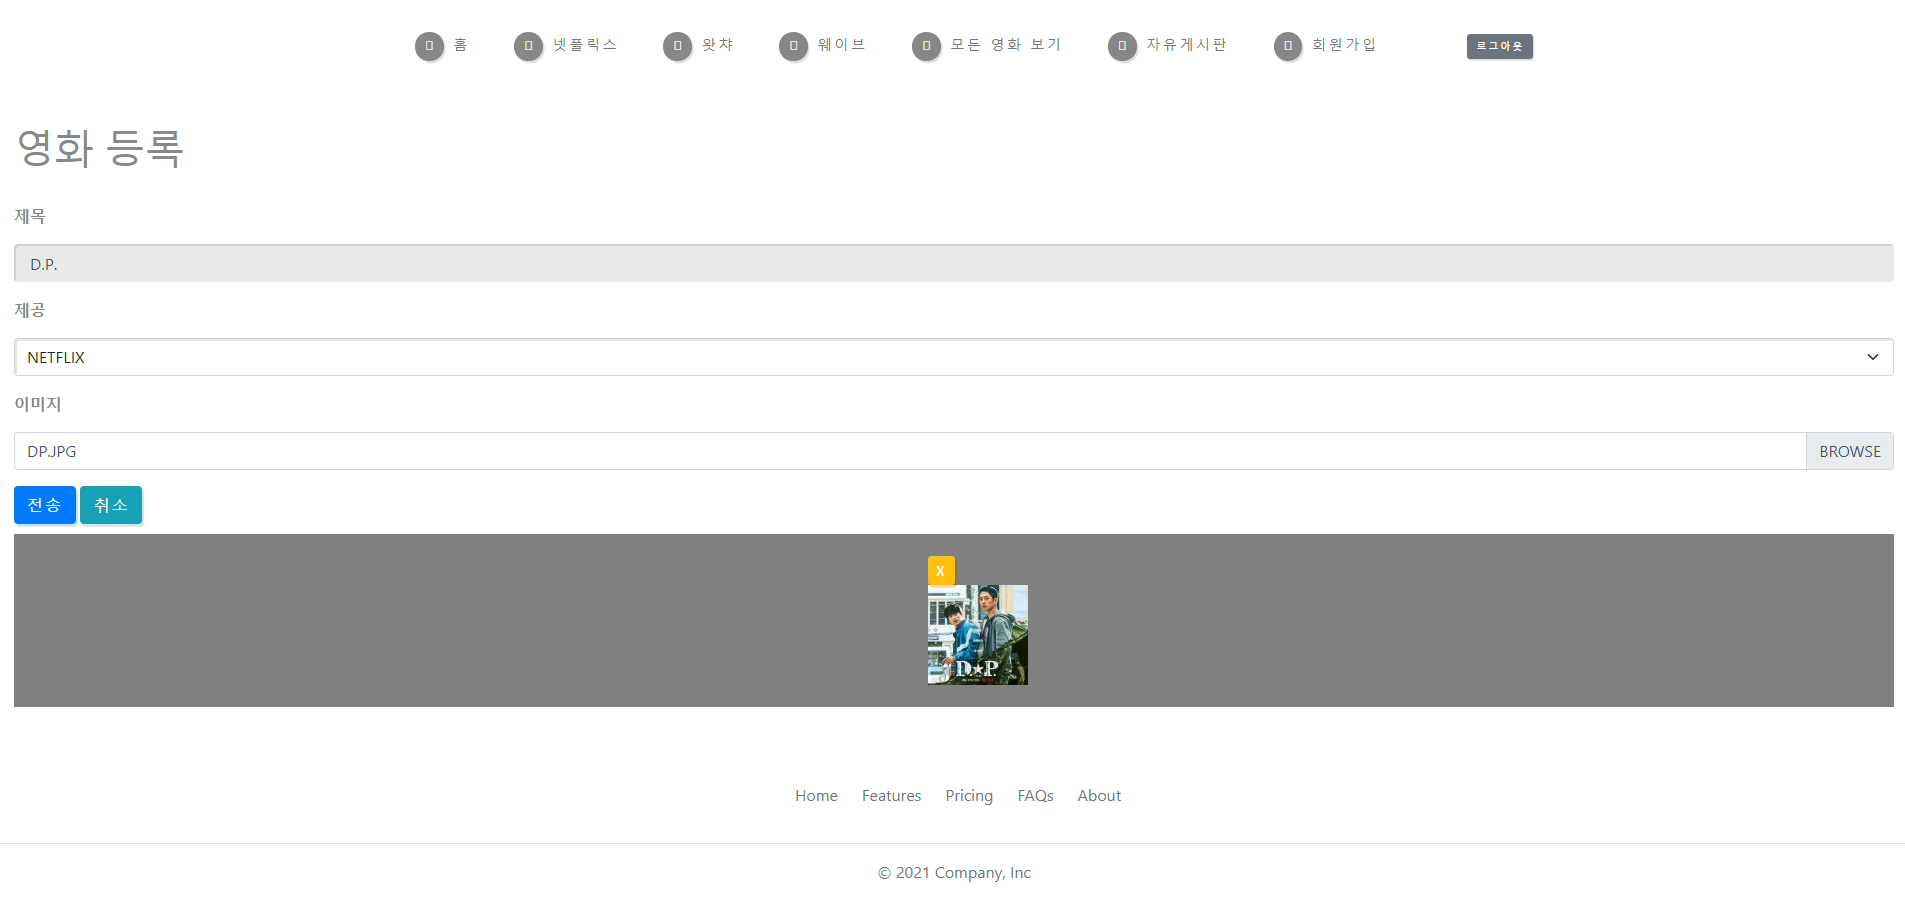 홈 넷플릭스 왓챠 웨이브 모든 영화 보기 자유게시판 회원가입 로그아웃
영화 등록
제목
D.P.
제공
NETFLIX
이미지
DP.JPG BROWSE
전송 취소
X
D.P.
Home Features Pricing FAQs About
© 2021 Company, Inc